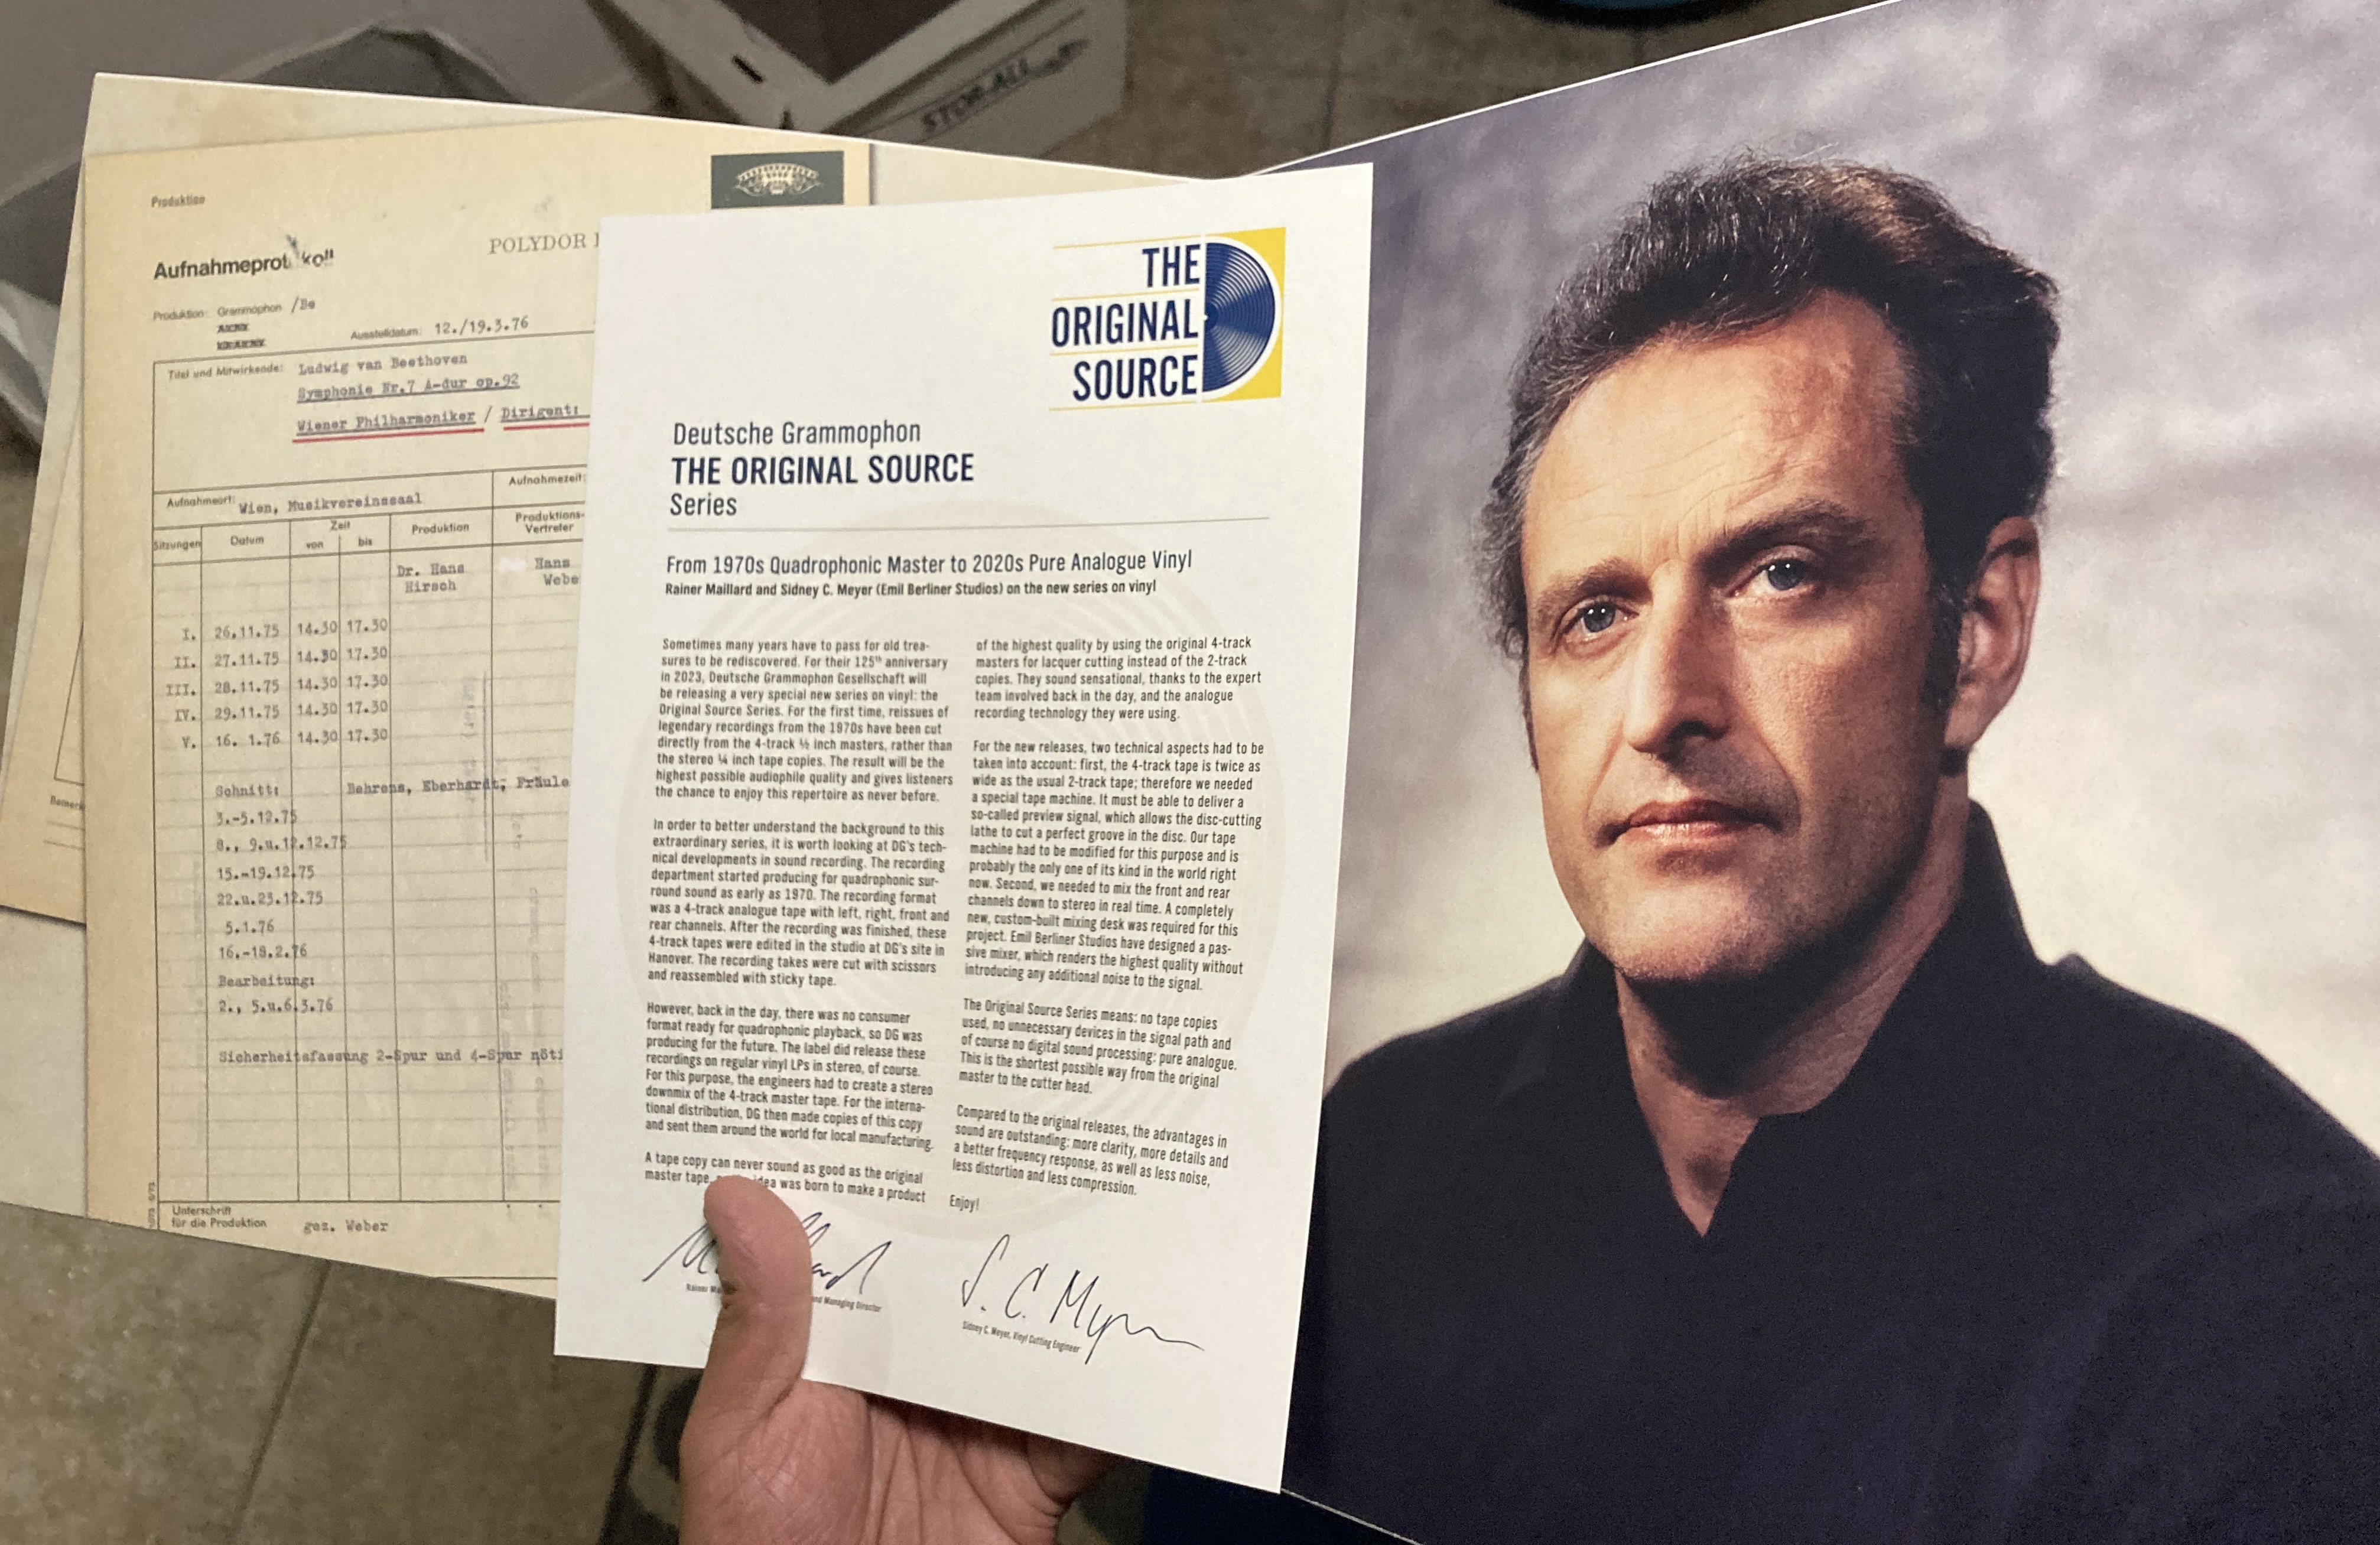 STOR-ALL
Produktion
Aufnahmeprotokoll
POLYDOR
Produktion: Grammophon /Be
Ausstelldatum: 12./19.3.76
Titel und Mitwirkende: Ludwig van Beethoven
Symphonie Nr.7 A-dur op.92
Wiener Philharmoniker / Dirigent:
Aufnahmeort: Wien, Musikvereinssaal
Aufnahmezeit:
Sitzungen Datum Zeit von bis Produktion Produktions-Vertreter
Dr. Hans Hirsch
Hans
I. 26.11.75 14.30 17.30
II. 27.11.75 14.30 17.30
III. 28.11.75 14.30 17.30
IV. 29.11.75 14.30 17.30
V. 16. 1.76 14.30 17.30
Schnitt: Behrens, Eberhardt, Fräule
3.-5.12.75
8., 9.u.12.12.75
15.-19.12.75
22.u.23.12.75
5.1.76
16.-18.2.76
Bearbeitung:
2., 5.u.6.3.76
Sicherheitsfassung 2-Spur und 4-Spur nöti
Unterschrift
für die Produktion gez. Weber
THE
ORIGINAL
SOURCE
Deutsche Grammophon
THE ORIGINAL SOURCE
Series
From 1970s Quadrophonic Master to 2020s Pure Analogue Vinyl
Rainer Maillard and Sidney C. Meyer (Emil Berliner Studios) on the new series on vinyl
Sometimes many years have to pass for old trea-
sures to be rediscovered. For their 125th anniversary
in 2023, Deutsche Grammophon Gesellschaft will
be releasing a very special new series on vinyl: the
Original Source Series. For the first time, reissues of
legendary recordings from the 1970s have been cut
directly from the 4-track ½ inch masters, rather than
the stereo ¼ inch tape copies. The result will be the
highest possible audiophile quality and gives listeners
the chance to enjoy this repertoire as never before.
In order to better understand the background to this
extraordinary series, it is worth looking at DG's tech-
nical developments in sound recording. The recording
department started producing for quadrophonic sur-
round sound as early as 1970. The recording format
was a 4-track analogue tape with left, right, front and
rear channels. After the recording was finished, these
4-track tapes were edited in the studio at DG's site in
Hanover. The recording takes were cut with scissors
and reassembled with sticky tape.
However, back in the day, there was no consumer
format ready for quadrophonic playback, so DG was
producing for the future. The label did release these
recordings on regular vinyl LPs in stereo, of course.
For this purpose, the engineers had to create a stereo
downmix of the 4-track master tape. For the interna-
tional distribution, DG then made copies of this copy
and sent them around the world for local manufacturing.
A tape copy can never sound as good as the original
master tape, idea was born to make a product
of the highest quality by using the original 4-track
masters for lacquer cutting instead of the 2-track
copies. They sound sensational, thanks to the expert
team involved back in the day, and the analogue
recording technology they were using.
For the new releases, two technical aspects had to be
taken into account: first, the 4-track tape is twice as
wide as the usual 2-track tape; therefore we needed
a special tape machine. It must be able to deliver a
so-called preview signal, which allows the disc-cutting
lathe to cut a perfect groove in the disc. Our tape
machine had to be modified for this purpose and is
probably the only one of its kind in the world right
now. Second, we needed to mix the front and rear
channels down to stereo in real time. A completely
new, custom-built mixing desk was required for this
project. Emil Berliner Studios have designed a pas-
sive mixer, which renders the highest quality without
introducing any additional noise to the signal.
The Original Source Series means: no tape copies
used, no unnecessary devices in the signal path and
of course no digital sound processing: pure analogue.
This is the shortest possible way from the original
master to the cutter head.
Compared to the original releases, the advantages in
sound are outstanding: more clarity, more details and
a better frequency response, as well as less noise,
less distortion and less compression.
Enjoy!
Rainer and Managing Director
S. C. Meyer
Sidney C. Meyer, Vinyl Cutting Engineer